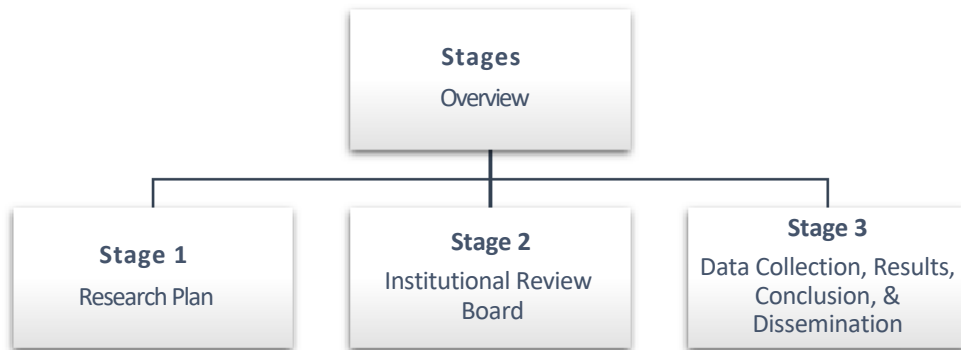 Stages
Overview
Stage 1
Research Plan
Stage 2
Institutional Review
Board
Stage 3
Data Collection, Results,
Conclusion, &
Dissemination